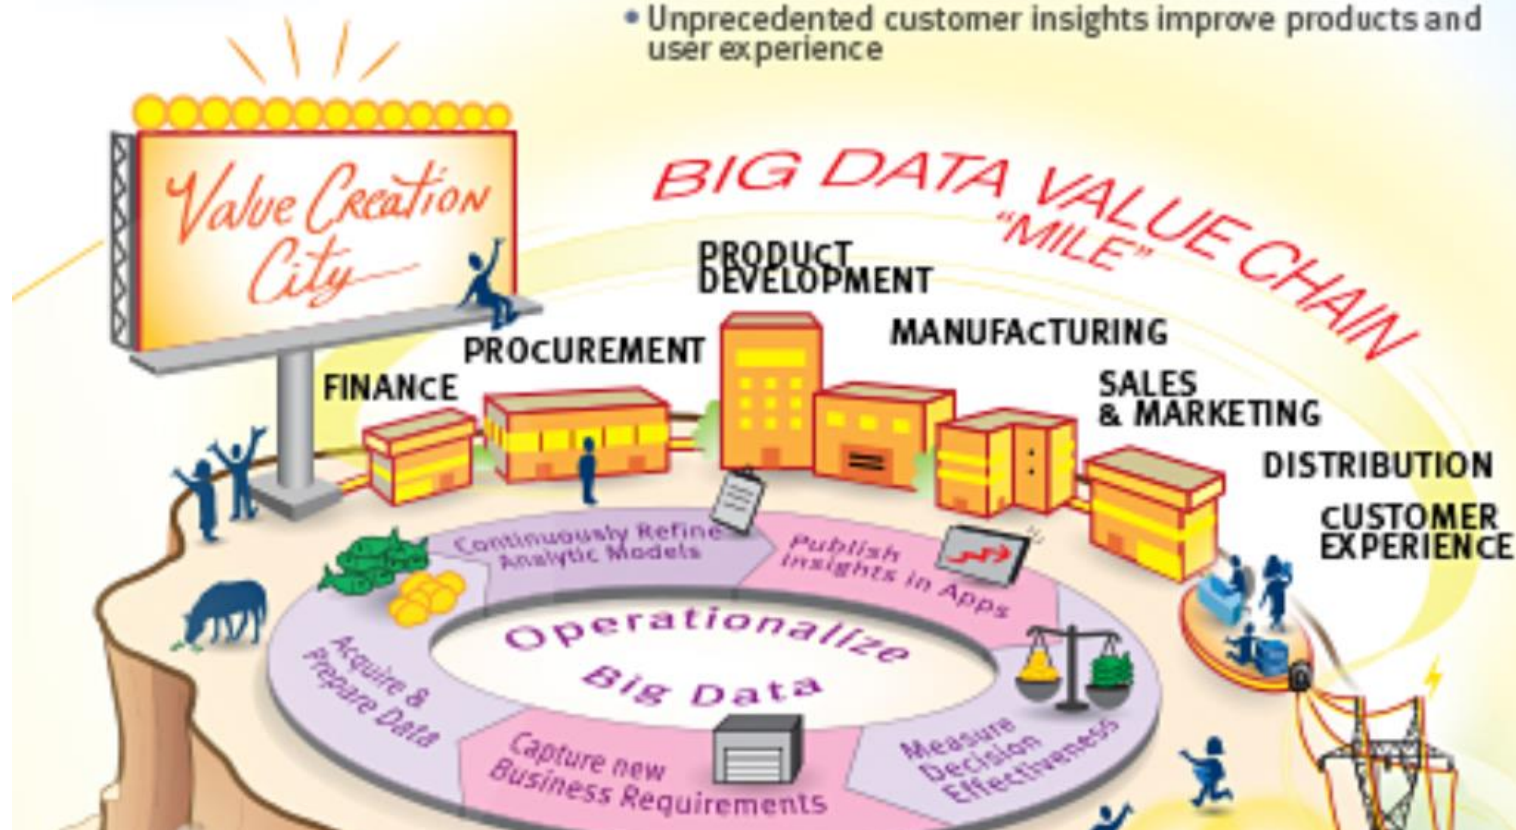 • Unprecedented customer insights improve products and
user experience
Value Creation
City
BIG DATA VALUE CHAIN
"MILE"
PRODUCT
DEVELOPMENT
MANUFACTURING
PROCUREMENT
FINANCE
SALES
& MARKETING
DISTRIBUTION
CUSTOMER
EXPERIENCE
Continuously Refine
Analytic Models
Publish
Insights in Apps
Operationalize
Big Data
Acquire &
Prepare Data
Capture new
Business Requirements
Measure
Decision
Effectiveness